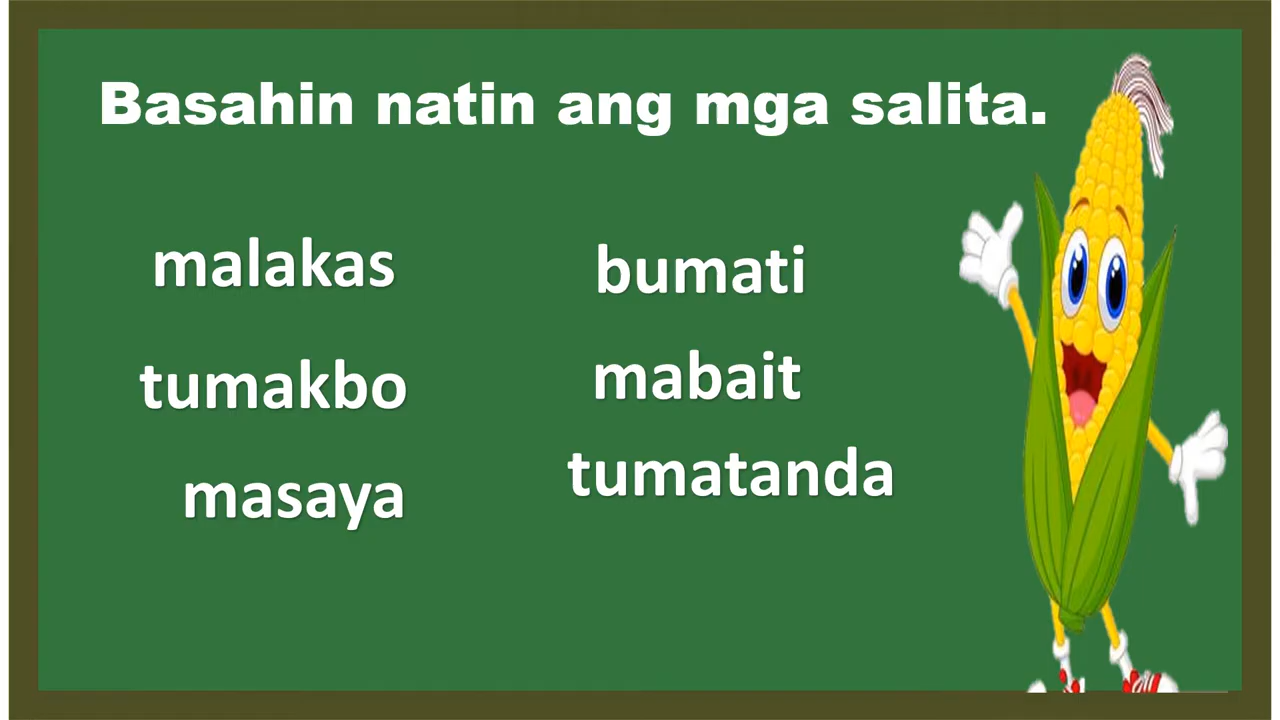 Basahin natin ang mga salita.
malakas
tumakbo
masaya
bumati
mabait
tumatanda